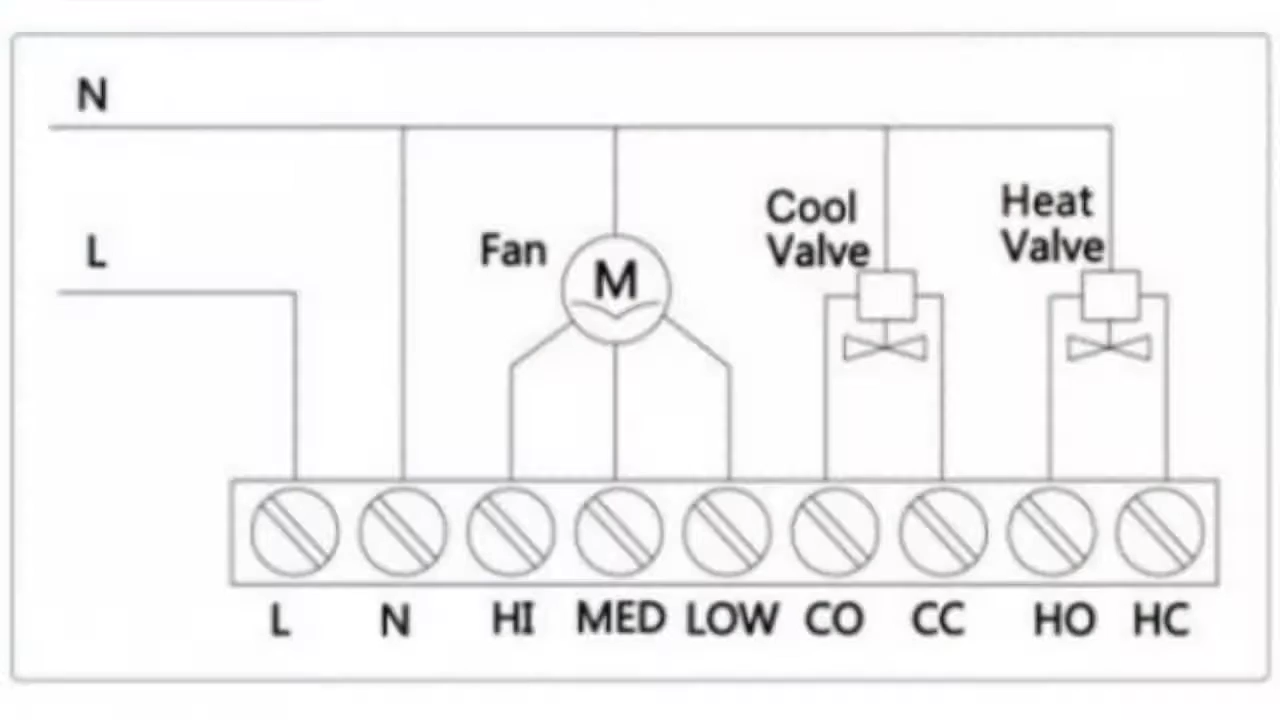 N
L
Fan
M
Cool
Valve
Heat
Valve
L N HI MED LOW CO CC HO HC